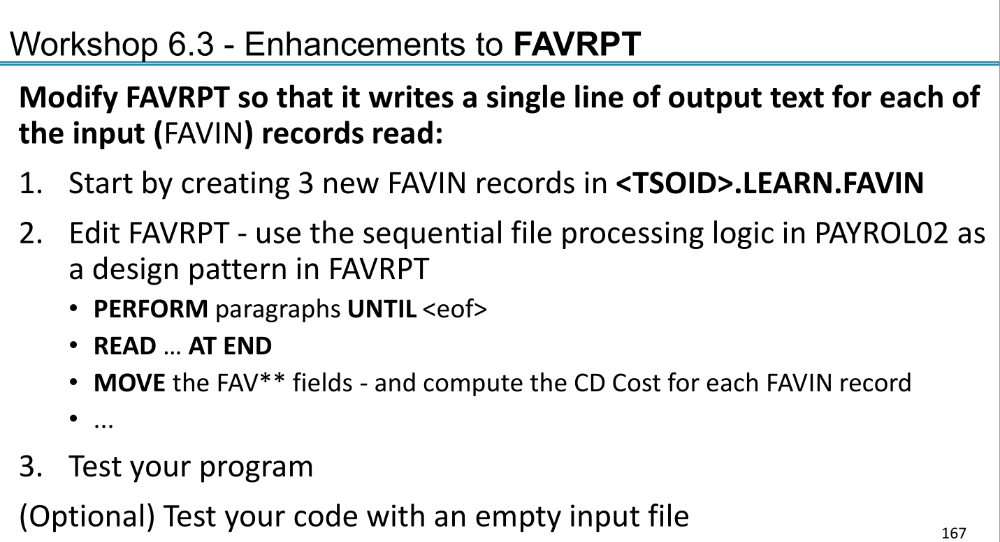 Workshop 6.3 - Enhancements to FAVRPT
Modify FAVRPT so that it writes a single line of output text for each of
the input (FAVIN) records read:
1. Start by creating 3 new FAVIN records in <TSOID>.LEARN.FAVIN
2. Edit FAVRPT - use the sequential file processing logic in PAYROL02 as
a design pattern in FAVRPT
• PERFORM paragraphs UNTIL <eof>
• READ … AT END
• MOVE the FAV** fields - and compute the CD Cost for each FAVIN record
• ...
3. Test your program
(Optional) Test your code with an empty input file
167